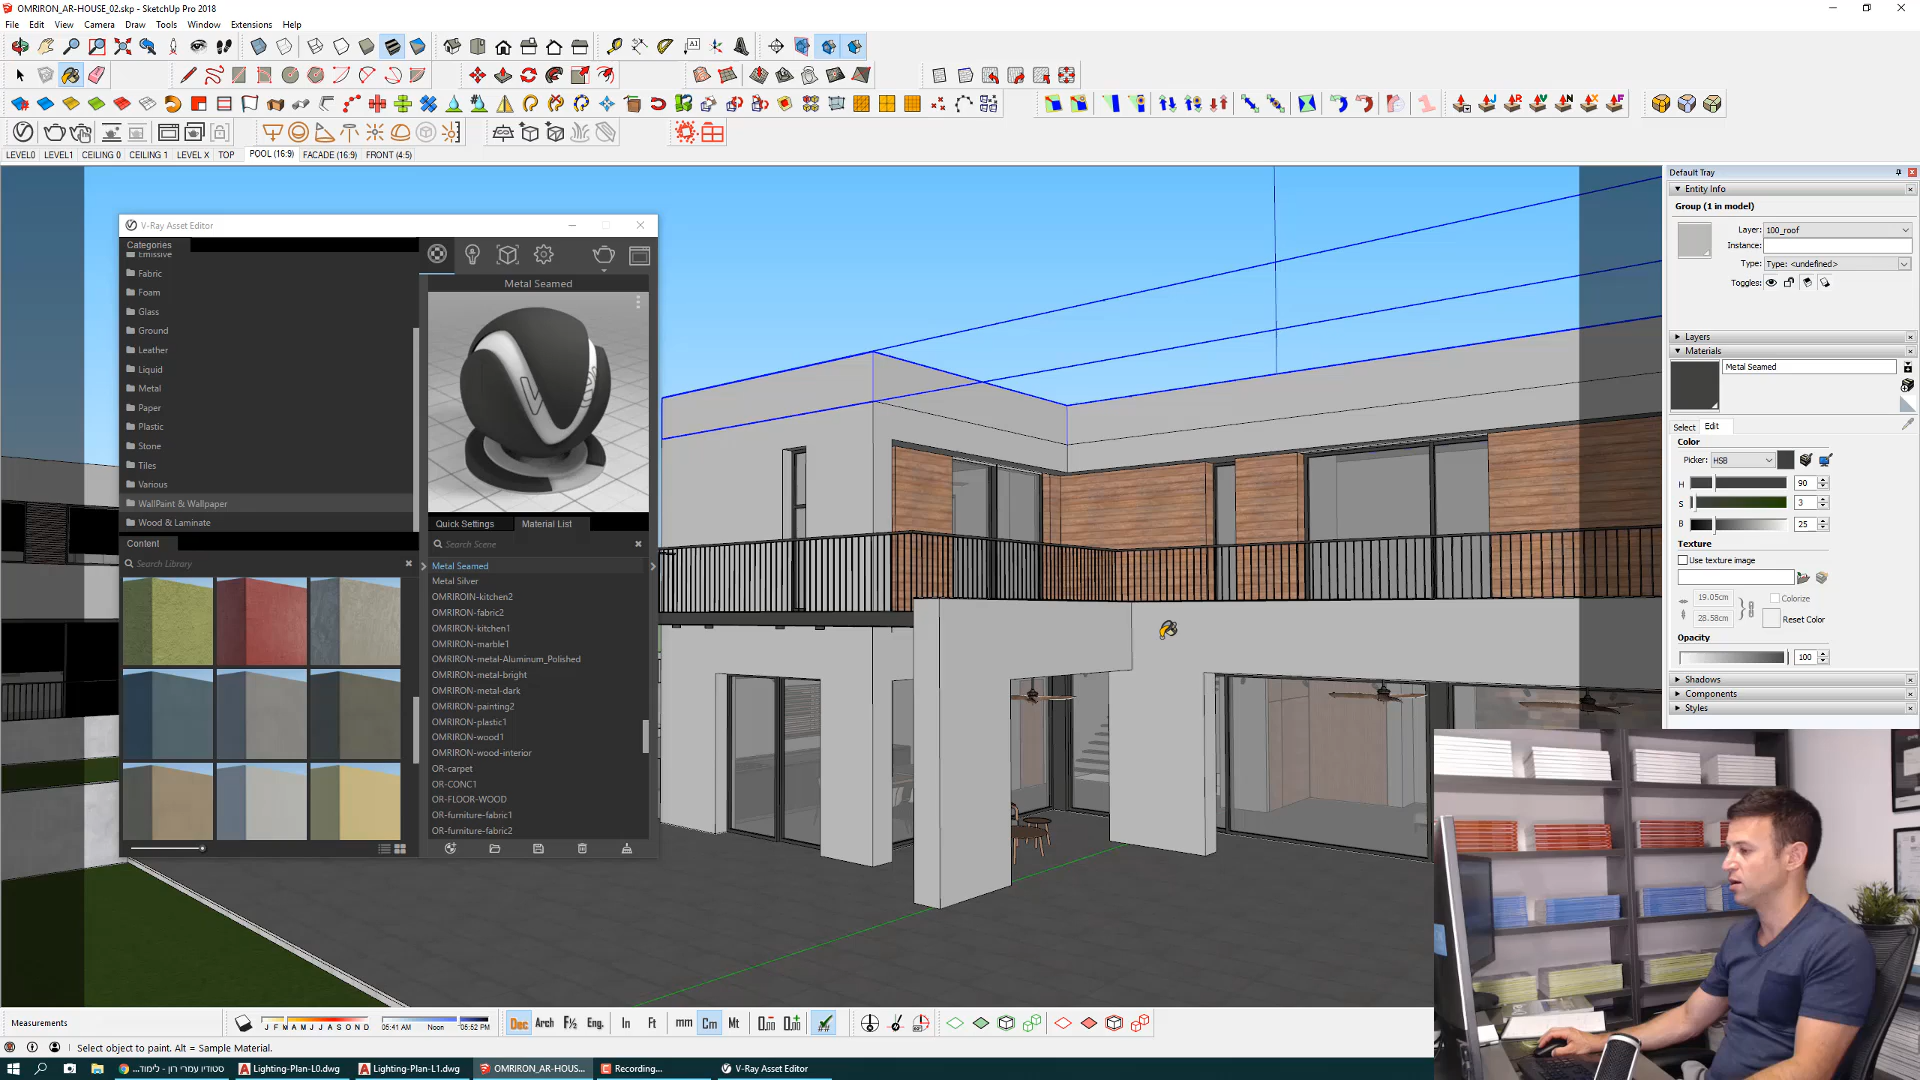 OMRIRON_AR-HOUSE_02.skp - SketchUp Pro 2018
File Edit View Camera Draw Tools Window Extensions Help
LEVEL0 LEVEL1 CEILING 0 CEILING 1 LEVEL X TOP POOL (16:9) FACADE (16:9) FRONT (4:5)
V-Ray Asset Editor
Categories
Emissive
Fabric
Foam
Glass
Ground
Leather
Liquid
Metal
Paper
Plastic
Stone
Tiles
Various
WallPaint & Wallpaper
Wood & Laminate
Content
Search Library
Metal Seamed
Quick Settings Material List
Search Scene
Metal Seamed
Metal Silver
OMRIROIN-kitchen2
OMRIRON-fabric2
OMRIRON-kitchen1
OMRIRON-marble1
OMRIRON-metal-Aluminum_Polished
OMRIRON-metal-bright
OMRIRON-metal-dark
OMRIRON-painting2
OMRIRON-plastic1
OMRIRON-wood1
OMRIRON-wood-interior
OR-carpet
OR-CONC1
OR-FLOOR-WOOD
OR-furniture-fabric1
OR-furniture-fabric2
Default Tray
Entity Info
Group (1 in model)
Layer: 100_roof
Instance:
Type: Type: <undefined>
Toggles:
Layers
Materials
Metal Seamed
Select Edit
Color
Picker: HSB
H 90
S 3
B 25
Texture
Use texture image
19.05cm Colorize
28.58cm Reset Color
Opacity
100
Shadows
Components
Styles
Measurements
J F M A M J J A S O N D
05:41 AM Noon 05:52 PM
Dec Arch F½ Eng. In Ft mm Cm Mt
Select object to paint. Alt = Sample Material.
סטודיו עמרי רון - לימוד...
Lighting-Plan-L0.dwg
Lighting-Plan-L1.dwg
OMRIRON_AR-HOUS...
Recording...
V-Ray Asset Editor